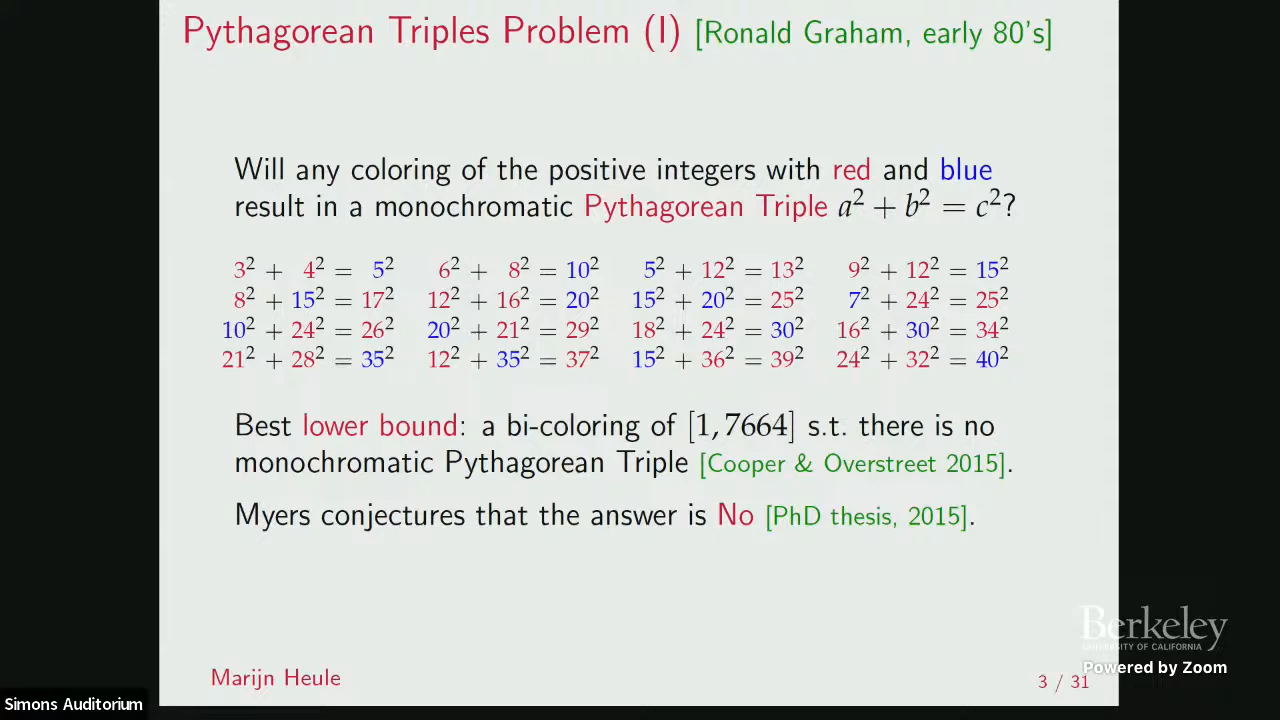 Pythagorean Triples Problem (I) [Ronald Graham, early 80's]
Will any coloring of the positive integers with red and blue
result in a monochromatic Pythagorean Triple a² + b² = c²?
3² + 4² = 5² 6² + 8² = 10² 5² + 12² = 13² 9² + 12² = 15²
8² + 15² = 17² 12² + 16² = 20² 15² + 20² = 25² 7² + 24² = 25²
10² + 24² = 26² 20² + 21² = 29² 18² + 24² = 30² 16² + 30² = 34²
21² + 28² = 35² 12² + 35² = 37² 15² + 36² = 39² 24² + 32² = 40²
Best lower bound: a bi-coloring of [1, 7664] s.t. there is no
monochromatic Pythagorean Triple [Cooper & Overstreet 2015].
Myers conjectures that the answer is No [PhD thesis, 2015].
Berkeley
UNIVERSITY OF CALIFORNIA
Powered by Zoom
Marijn Heule
3 / 31
Simons Auditorium